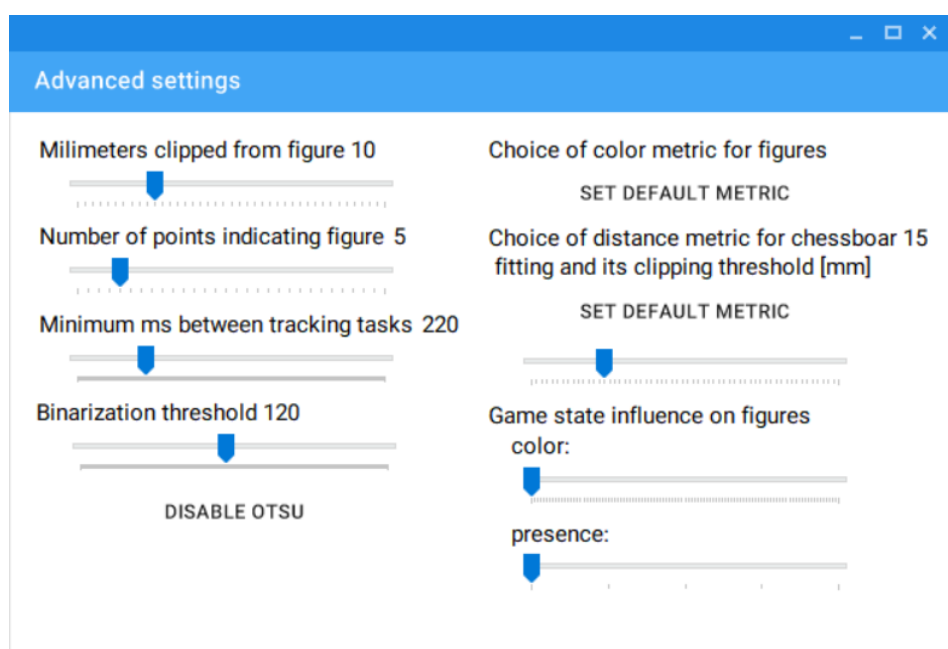 Advanced settings
Milimeters clipped from figure 10
Number of points indicating figure 5
Minimum ms between tracking tasks 220
Binarization threshold 120
DISABLE OTSU
Choice of color metric for figures
SET DEFAULT METRIC
Choice of distance metric for chessboar 15
fitting and its clipping threshold [mm]
SET DEFAULT METRIC
Game state influence on figures
color:
presence: